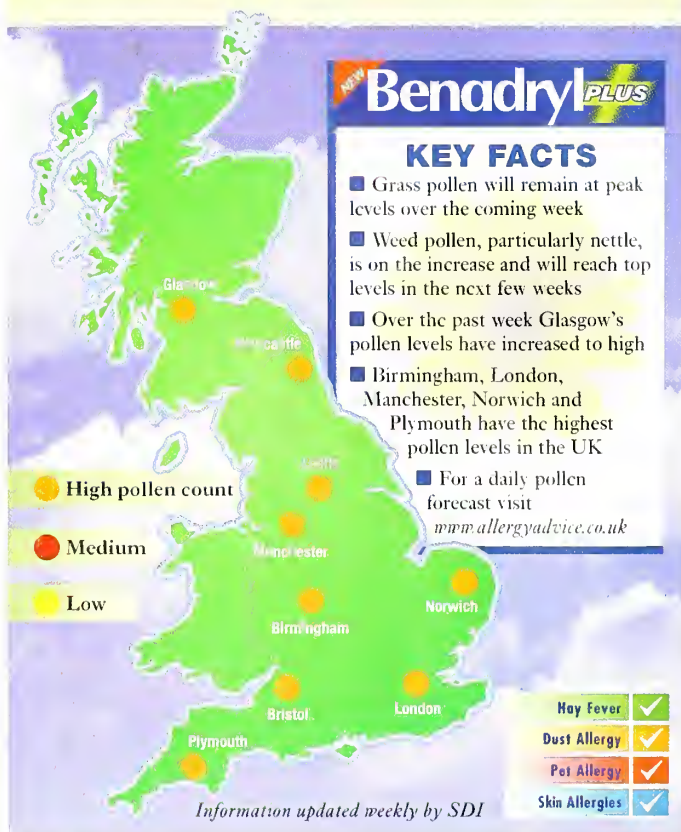 NEW
Benadryl PLUS
KEY FACTS
Grass pollen will remain at peak
levels over the coming week
Weed pollen, particularly nettle,
is on the increase and will reach top
levels in the next few weeks
Over the past week Glasgow's
pollen levels have increased to high
Birmingham, London,
Manchester, Norwich and
Plymouth have the highest
pollen levels in the UK
For a daily pollen
forecast visit
www.allergyadvice.co.uk
Glasgow
Newcastle
High pollen count
Medium
Low
Manchester
Birmingham
Norwich
Bristol
London
Plymouth
Hay Fever
Dust Allergy
Pet Allergy
Skin Allergies
Information updated weekly by SDI